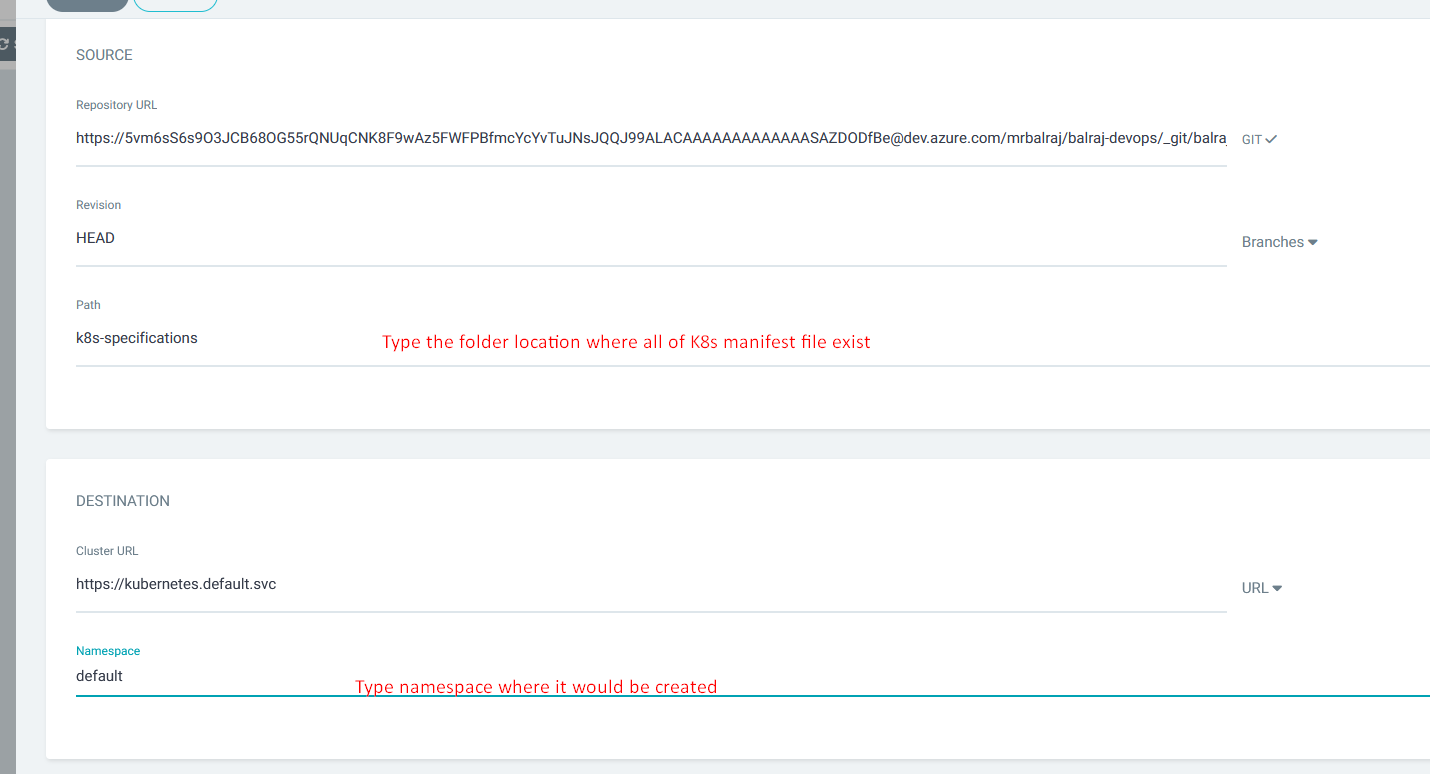 SOURCE
Repository URL
https://5vm6sS6s9O3JCB68OG55rQNUqCNK8F9wAz5FWFPBfmcYcYvTuJNsJQQJ99ALACAAAAAAAAAAAAASAZDODfBe@dev.azure.com/mrbalraj/balraj-devops/_git/balraj
GIT
Revision
HEAD
Branches
Path
k8s-specifications
Type the folder location where all of K8s manifest file exist
DESTINATION
Cluster URL
https://kubernetes.default.svc
URL
Namespace
default
Type namespace where it would be created